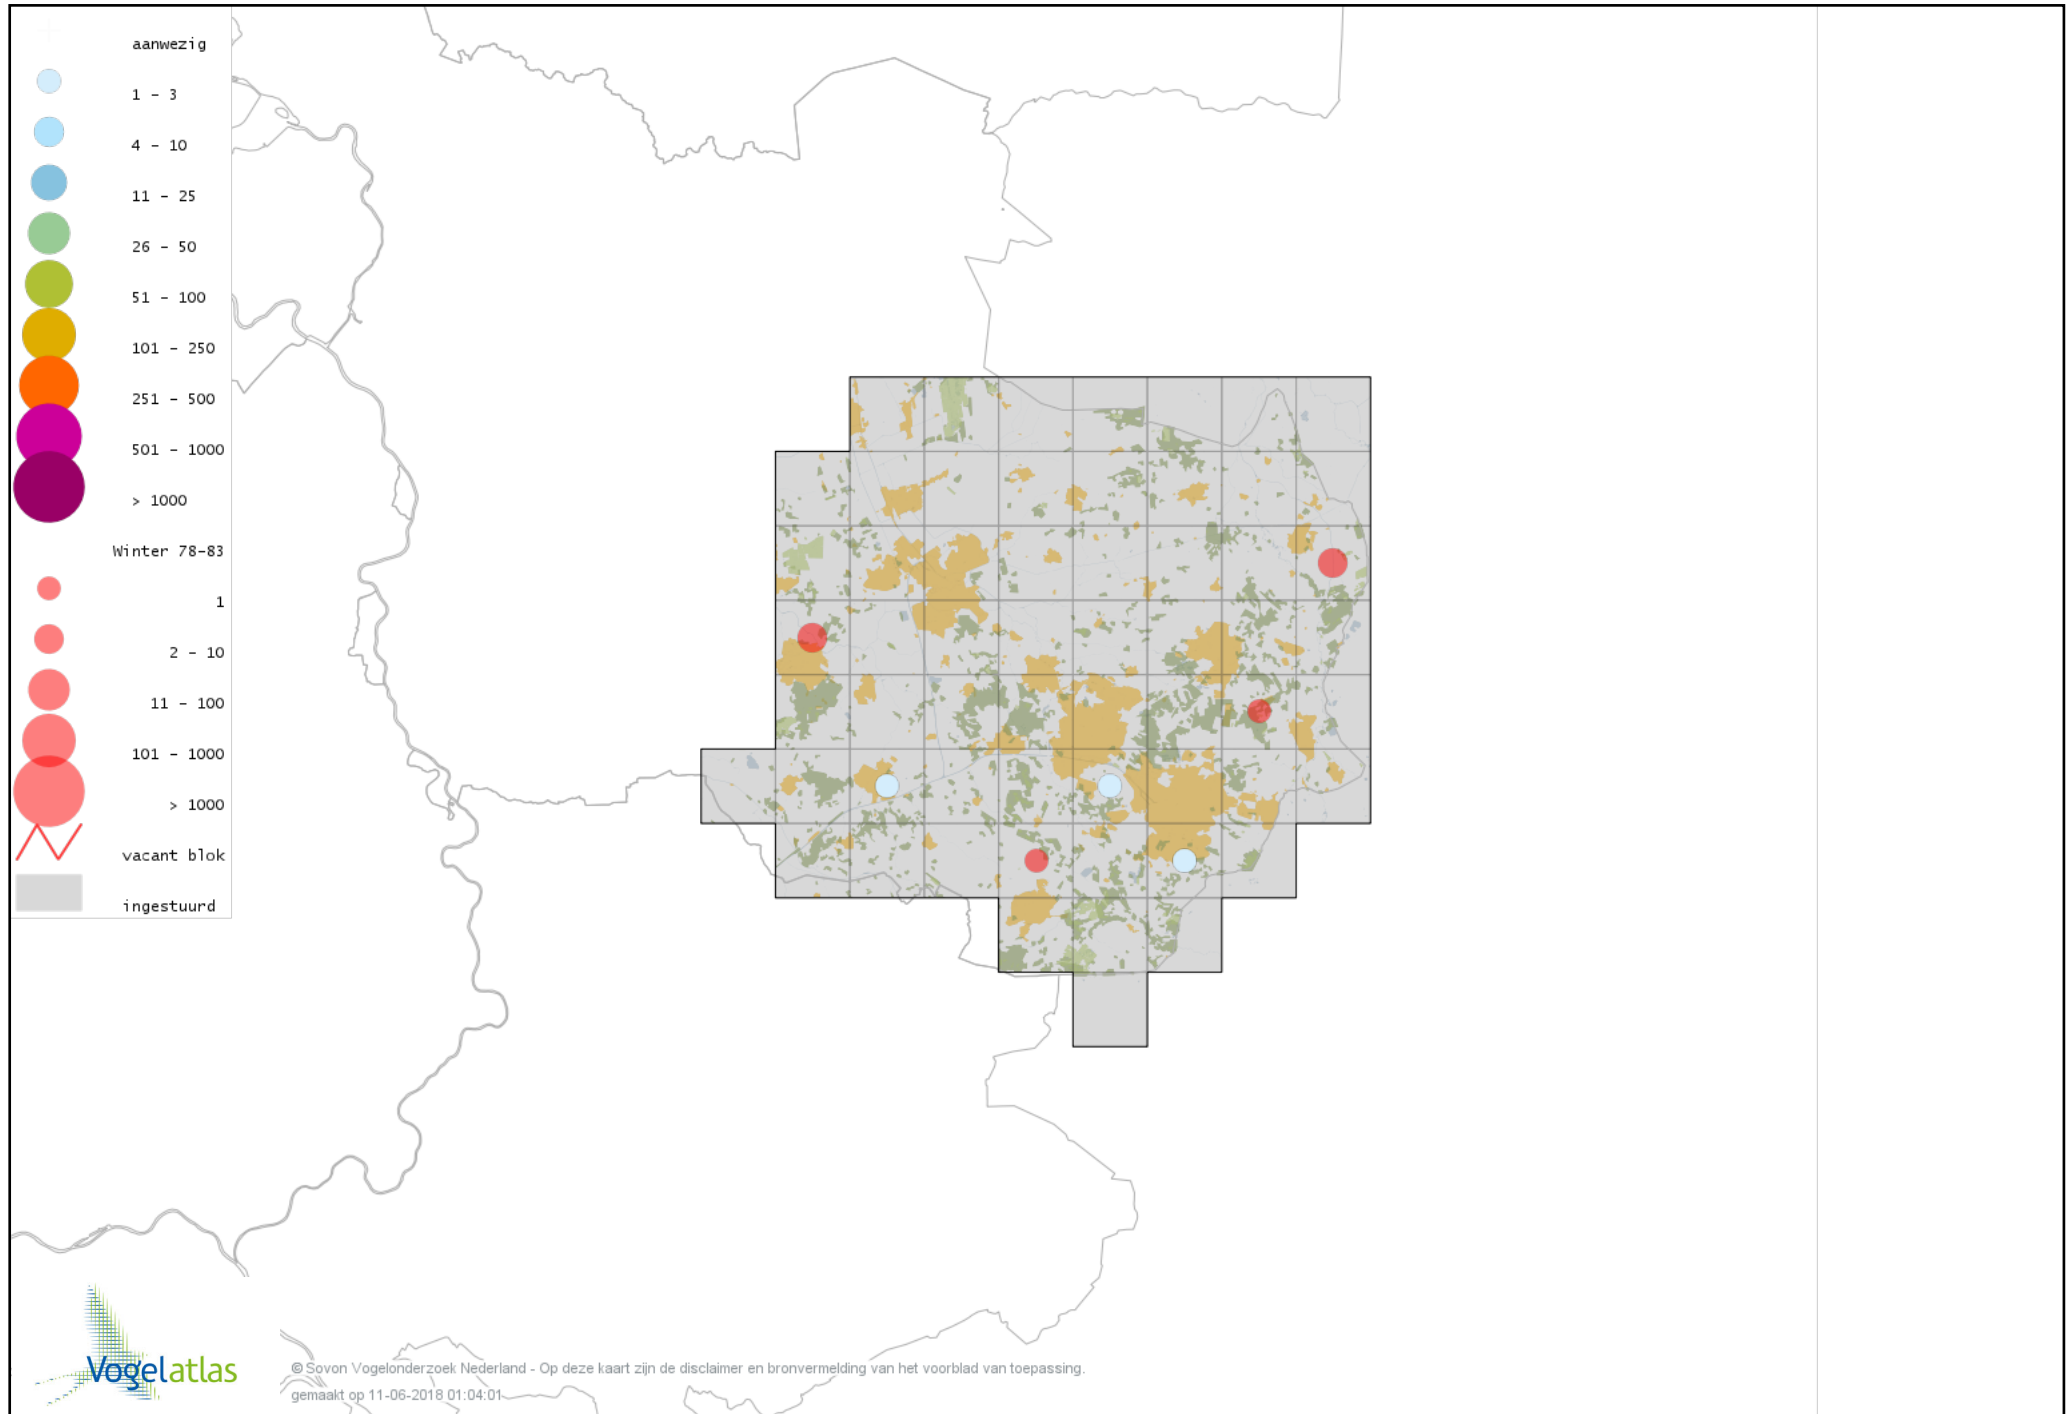 aanwezig
1 - 3
4 - 10
11 - 25
26 - 50
51 - 100
101 - 250
251 - 500
501 - 1000
> 1000
Winter 78-83
1
2 - 10
11 - 100
101 - 1000
> 1000
vacant blok
ingestuurd
Vogelatlas
© Sovon Vogelonderzoek Nederland - Op deze kaart zijn de disclaimer en bronvermelding van het voorblad van toepassing.
gemaakt op 11-06-2018 01:04:01